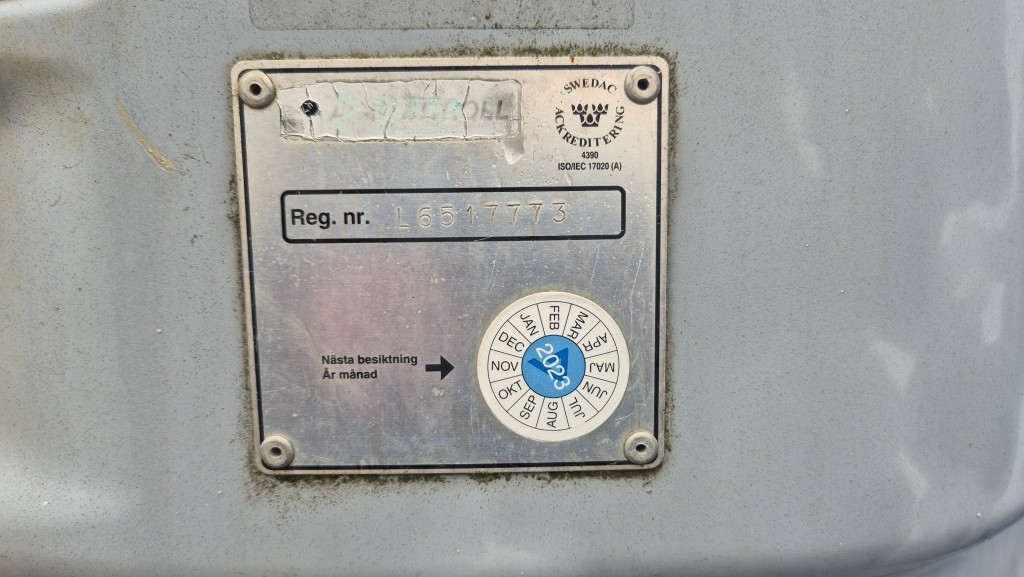 SWEDAC
ACKREDITERING
4390
ISO/IEC 17020 (A)
Reg. nr. L6517773
Nästa besiktning
År månad
JAN
FEB
MAR
APR
MAJ
JUN
JUL
AUG
SEP
OKT
NOV
DEC
2023